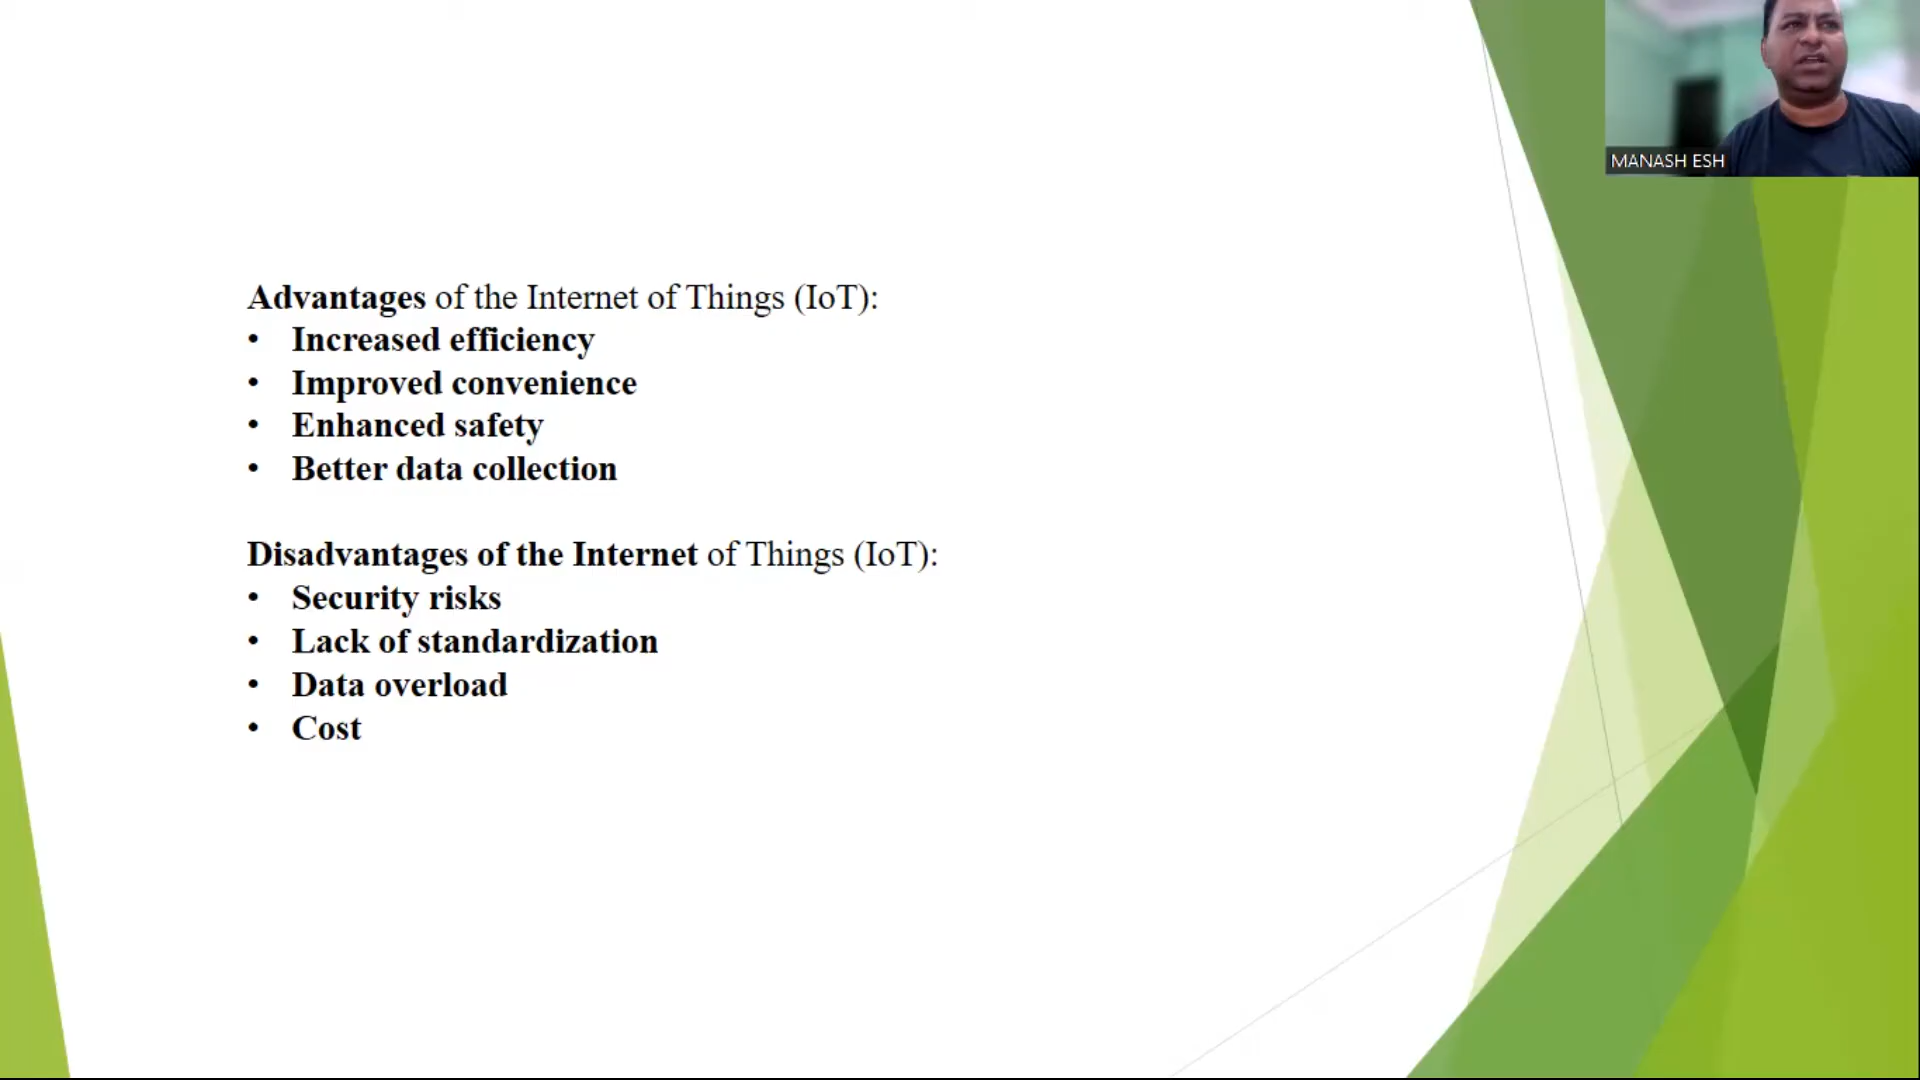 MANASH ESH
Advantages of the Internet of Things (IoT):
• Increased efficiency
• Improved convenience
• Enhanced safety
• Better data collection
Disadvantages of the Internet of Things (IoT):
• Security risks
• Lack of standardization
• Data overload
• Cost